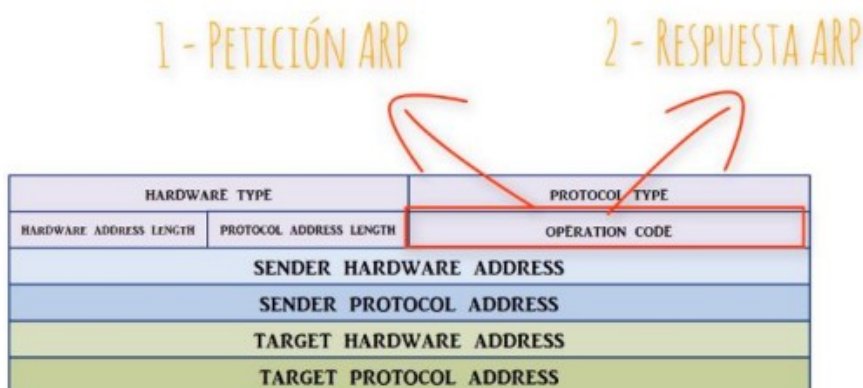 1 - PETICIÓN ARP
2 - RESPUESTA ARP
HARDWARE TYPE
PROTOCOL TYPE
HARDWARE ADDRESS LENGTH
PROTOCOL ADDRESS LENGTH
OPERATION CODE
SENDER HARDWARE ADDRESS
SENDER PROTOCOL ADDRESS
TARGET HARDWARE ADDRESS
TARGET PROTOCOL ADDRESS